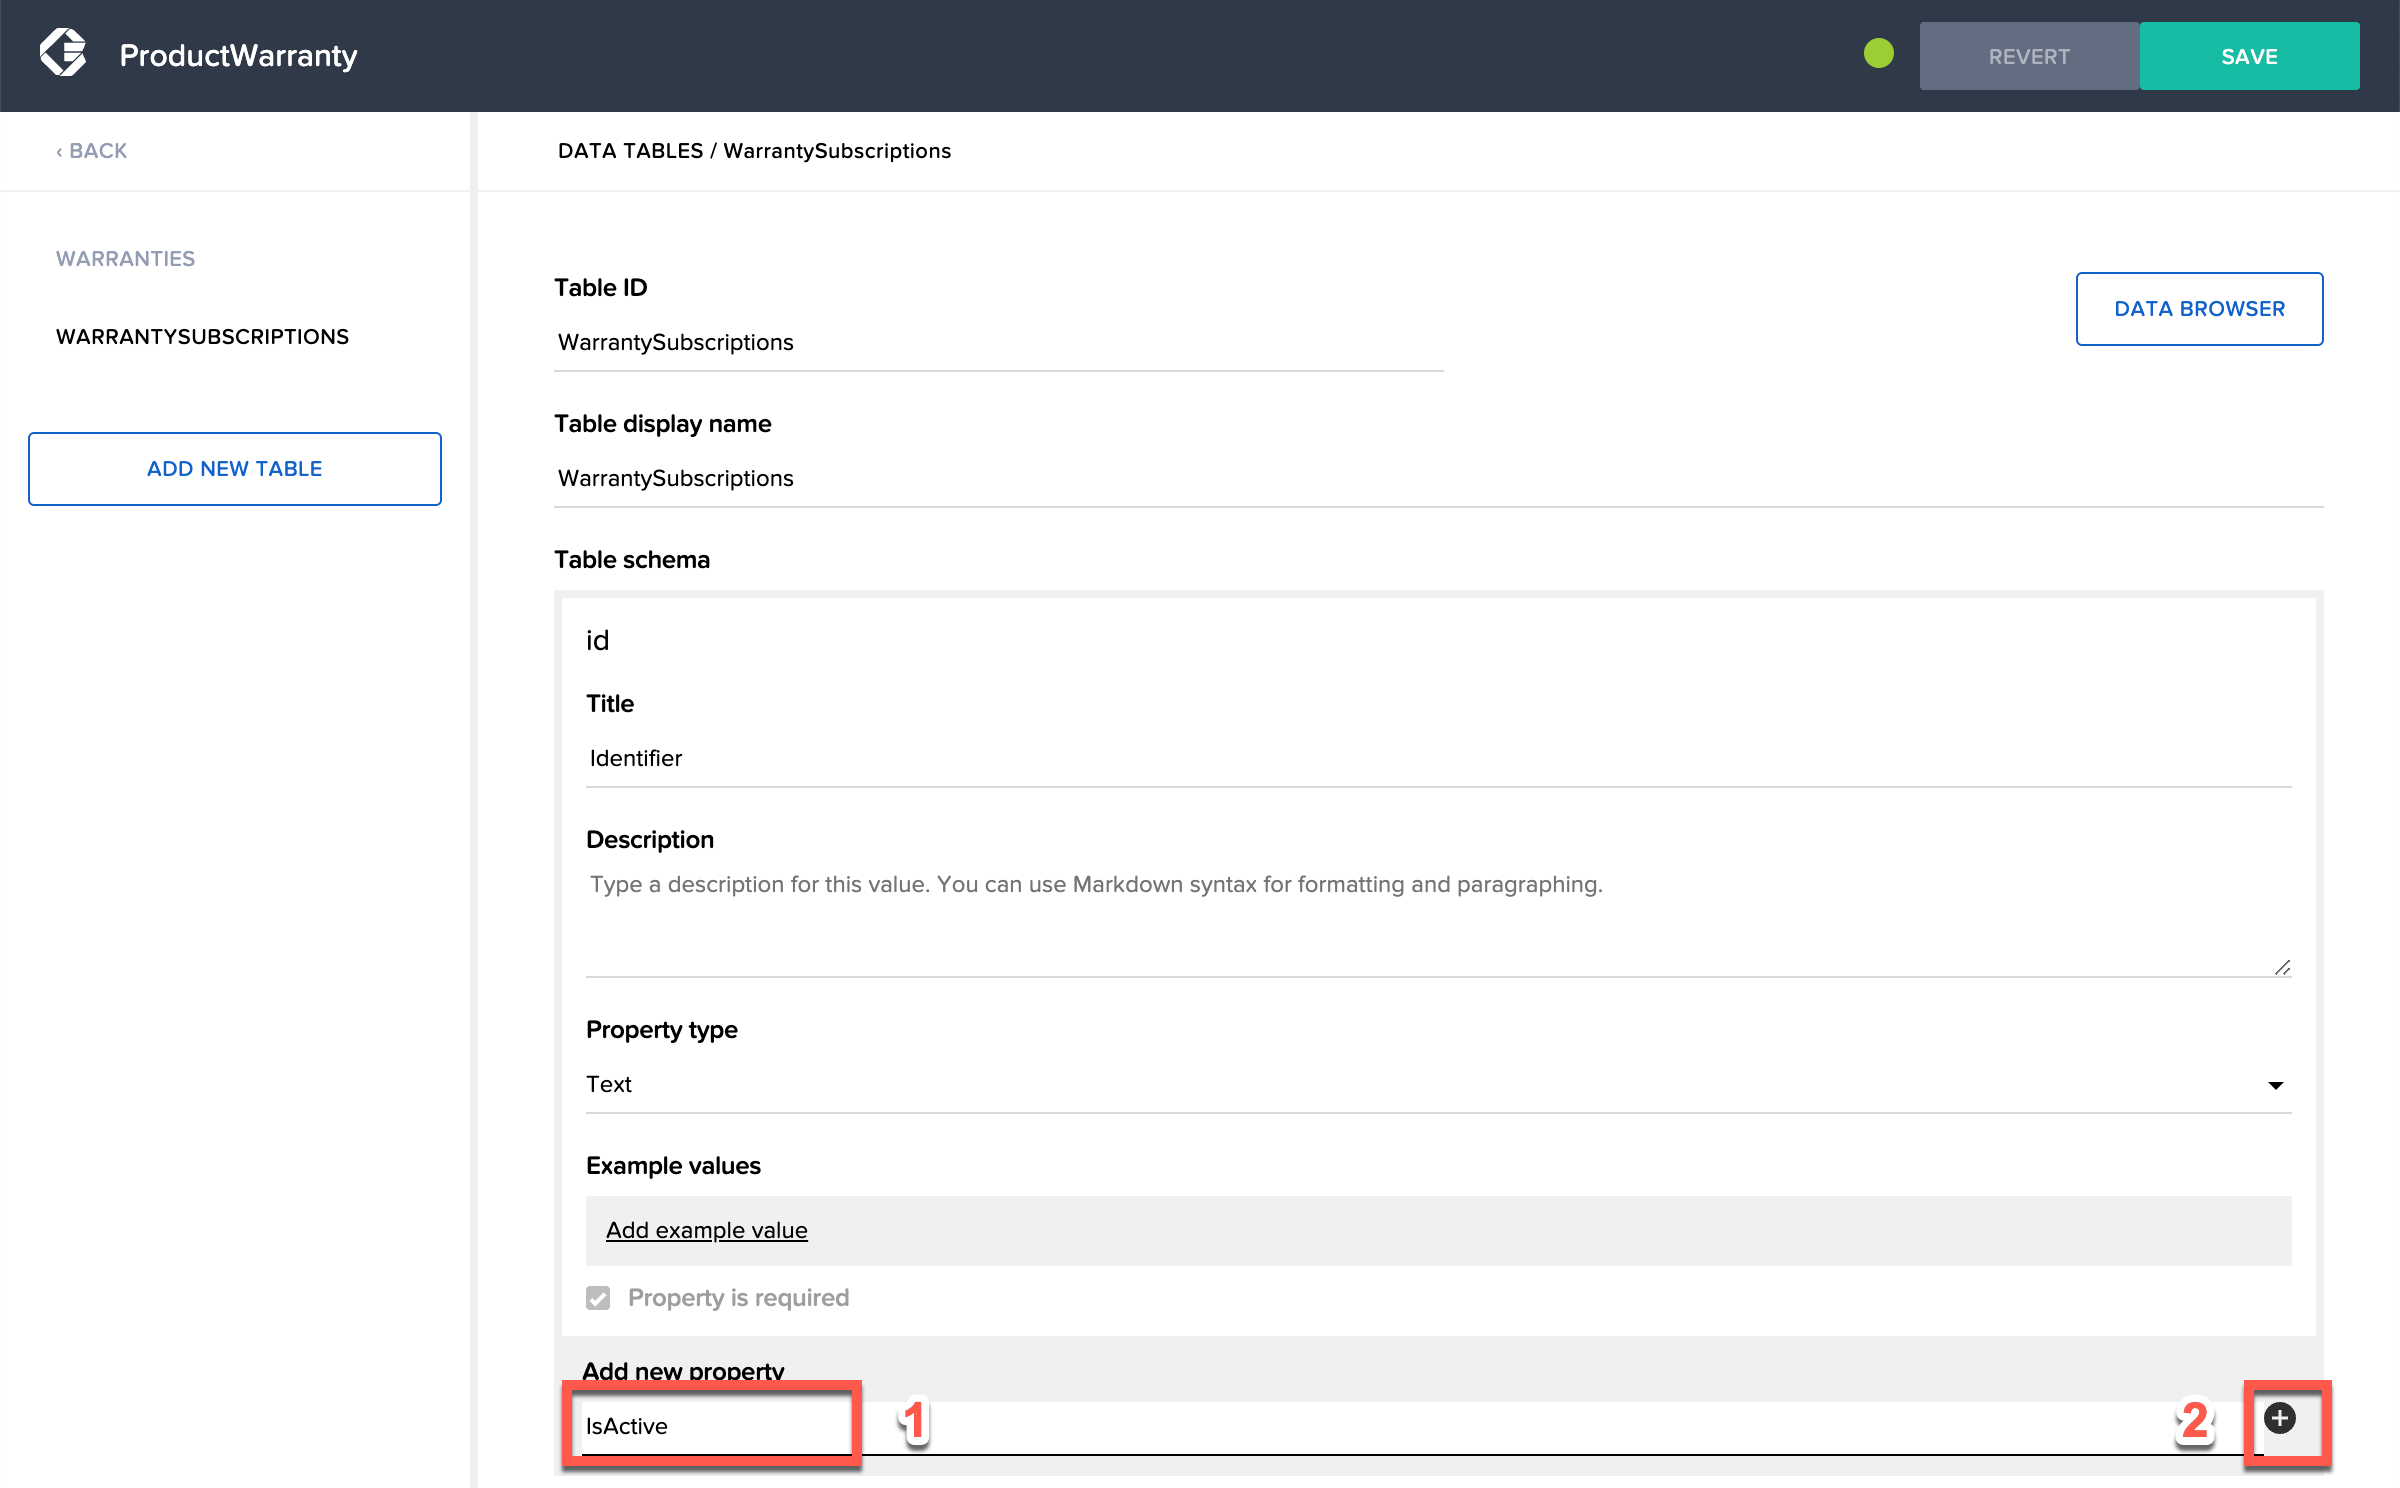 ProductWarranty
REVERT
SAVE
‹ BACK
DATA TABLES / WarrantySubscriptions
WARRANTIES
WARRANTYSUBSCRIPTIONS
ADD NEW TABLE
Table ID
WarrantySubscriptions
DATA BROWSER
Table display name
WarrantySubscriptions
Table schema
id
Title
Identifier
Description
Type a description for this value. You can use Markdown syntax for formatting and paragraphing.
Property type
Text
Example values
Add example value
Property is required
Add new property
IsActive
1
2